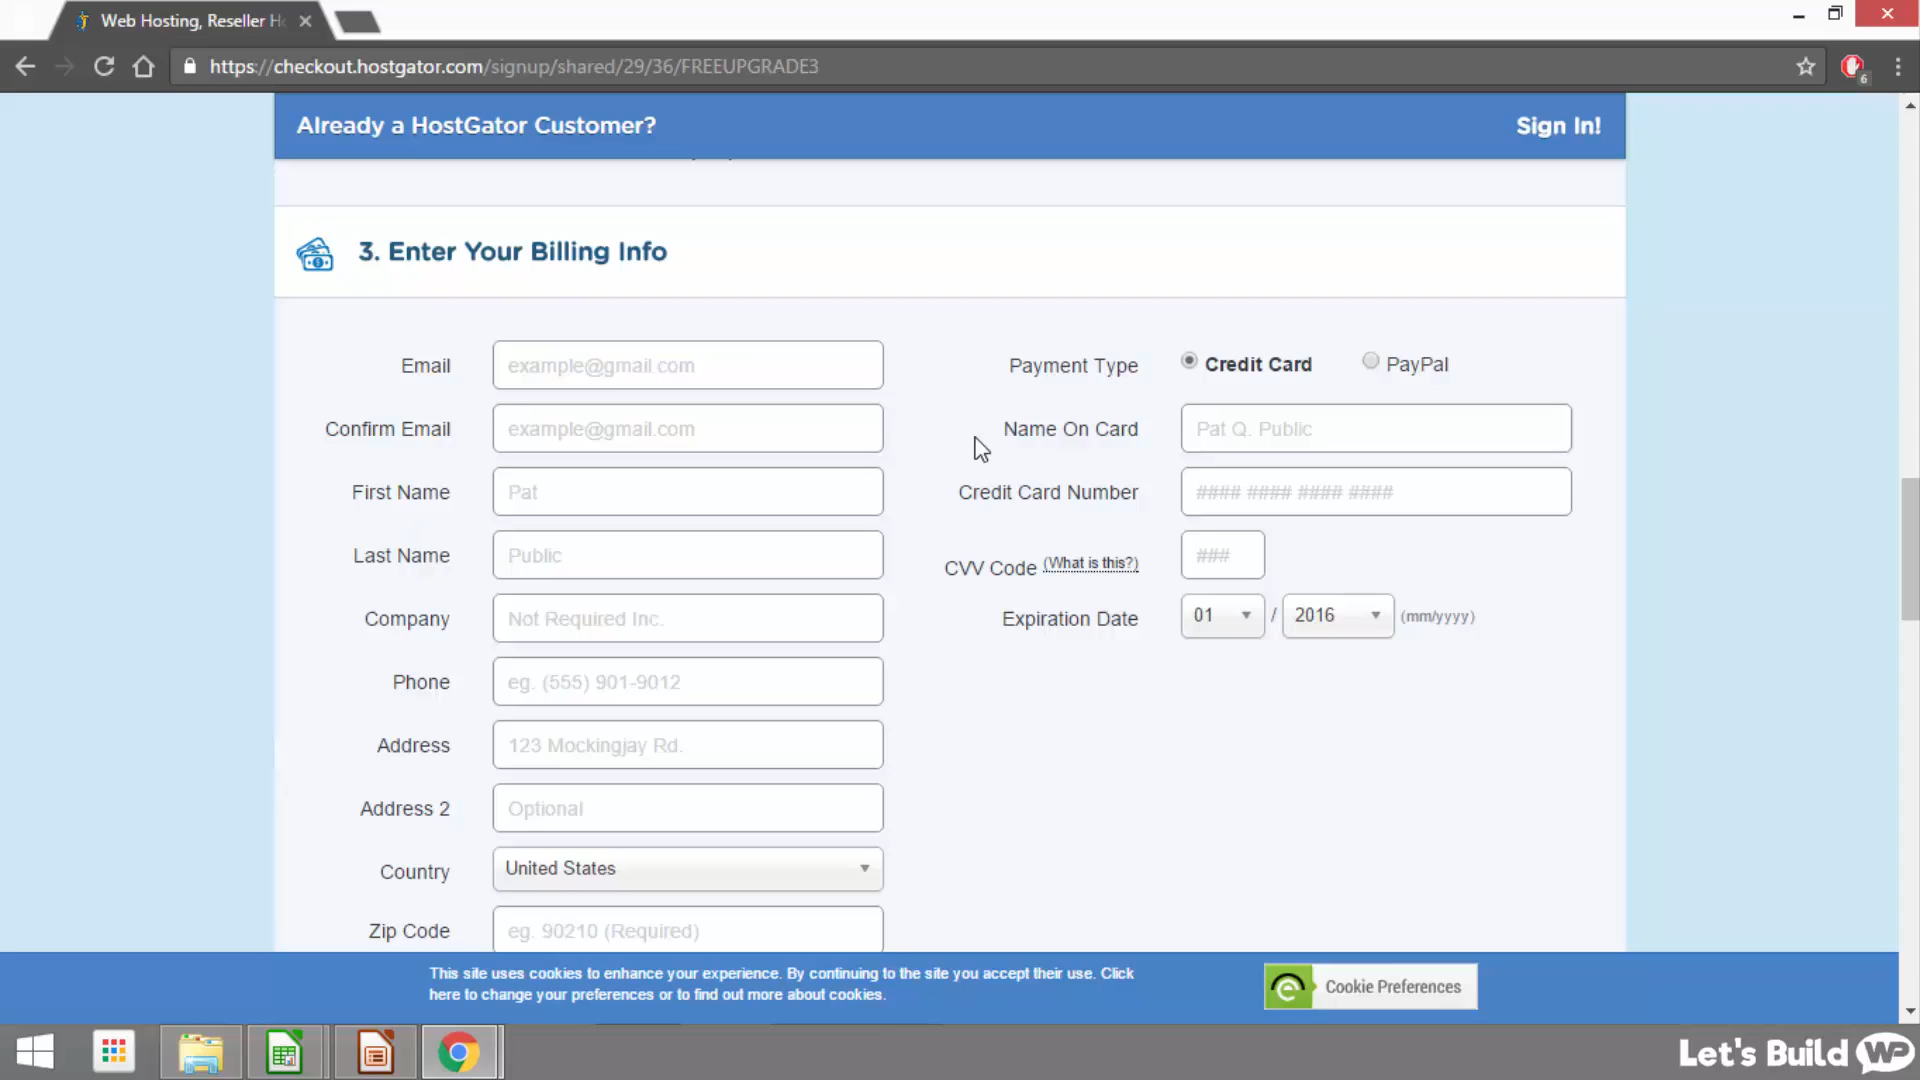 Web Hosting, Reseller H
https://checkout.hostgator.com/signup/shared/29/36/FREEUPGRADE3
6
Already a HostGator Customer?
Sign In!
3. Enter Your Billing Info
Email
example@gmail.com
Confirm Email
example@gmail.com
First Name
Pat
Last Name
Public
Company
Not Required Inc.
Phone
eg. (555) 901-9012
Address
123 Mockingjay Rd.
Address 2
Optional
Country
United States
Zip Code
eg. 90210 (Required)
Payment Type
Credit Card
PayPal
Name On Card
Pat Q. Public
Credit Card Number
#### #### #### ####
CVV Code (What is this?)
###
Expiration Date
01 / 2016 (mm/yyyy)
This site uses cookies to enhance your experience. By continuing to the site you accept their use. Click
here to change your preferences or to find out more about cookies.
Cookie Preferences
Let's Build WP